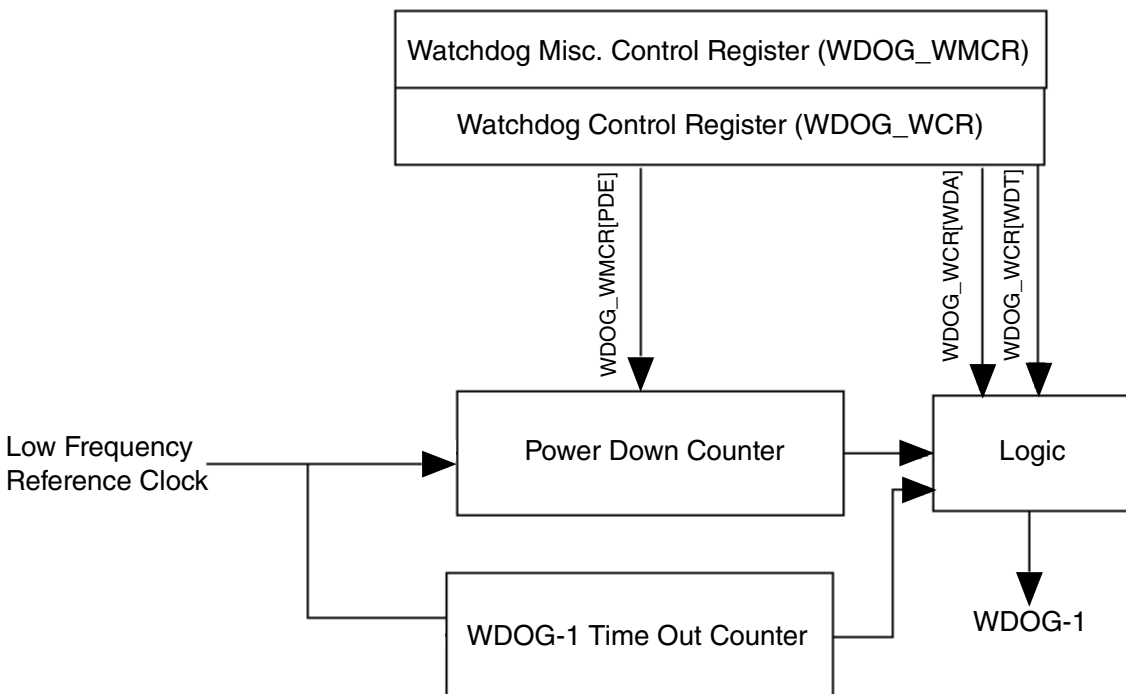 Watchdog Misc. Control Register (WDOG_WMCR)
Watchdog Control Register (WDOG_WCR)
WDOG_WMCR[PDE]
WDOG_WCR[WDA]
WDOG_WCR[WDT]
Low Frequency
Reference Clock
Power Down Counter
Logic
WDOG-1 Time Out Counter
WDOG-1